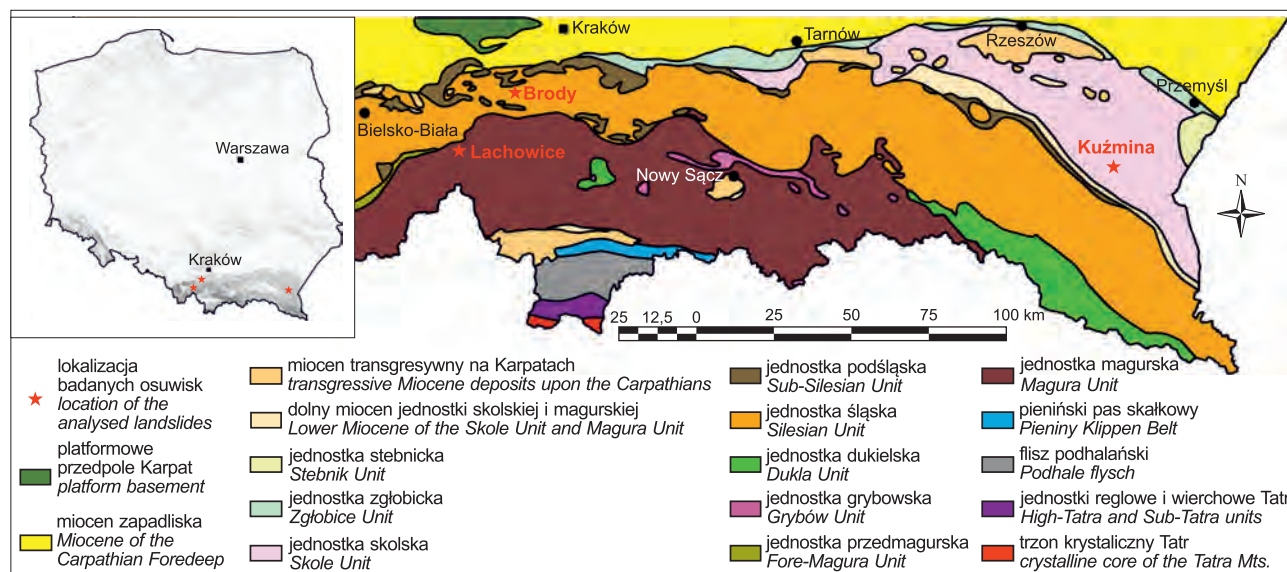 Warszawa
Kraków
Kraków
Tarnów
Rzeszów
Przemyśl
Brody
Bielsko-Biała
Lachowice
Kuźmina
Nowy Sącz
N
25 12,5 0 25 50 75 100 km
lokalizacja
badanych osuwisk
location of the
analysed landslides
platformowe
przedpole Karpat
platform basement
miocen zapadliska
Miocene of the
Carpathian Foredeep
miocen transgresywny na Karpatach
transgressive Miocene deposits upon the Carpathians
dolny miocen jednostki skolskiej i magurskiej
Lower Miocene of the Skole Unit and Magura Unit
jednostka stebnicka
Stebnik Unit
jednostka zgłobicka
Zgłobice Unit
jednostka skolska
Skole Unit
jednostka podśląska
Sub-Silesian Unit
jednostka śląska
Silesian Unit
jednostka dukielska
Dukla Unit
jednostka grybowska
Grybów Unit
jednostka przedmagurska
Fore-Magura Unit
jednostka magurska
Magura Unit
pieniński pas skałkowy
Pieniny Klippen Belt
flisz podhalański
Podhale flysch
jednostki reglowe i wierchowe Tatr
High-Tatra and Sub-Tatra units
trzon krystaliczny Tatr
crystalline core of the Tatra Mts.